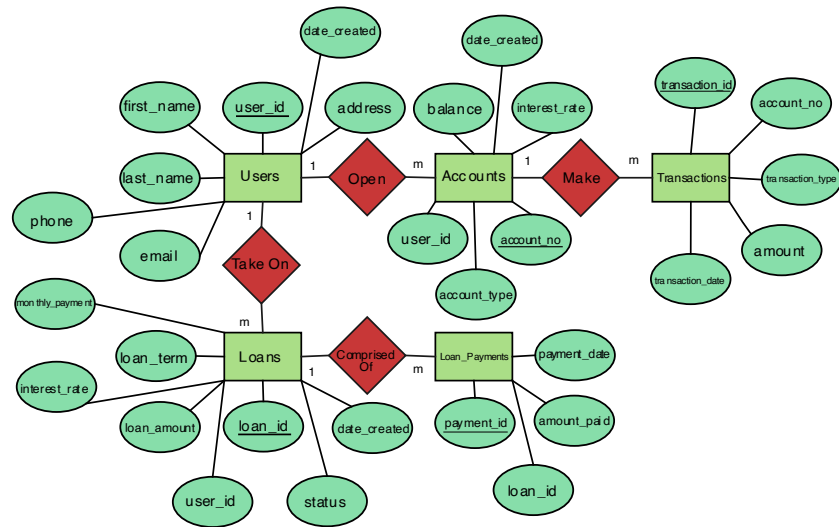 date_created
date_created
first_name
user_id
address
balance
interest_rate
transaction_id
account_no
last_name
Users
1
Open
m
Accounts
1
Make
m
Transactions
transaction_type
phone
1
user_id
account_no
email
Take On
account_type
transaction_date
amount
monthly_payment
m
loan_term
Loans
1
Comprised
Of
m
Loan_Payments
payment_date
interest_rate
loan_amount
loan_id
date_created
payment_id
amount_paid
user_id
status
loan_id